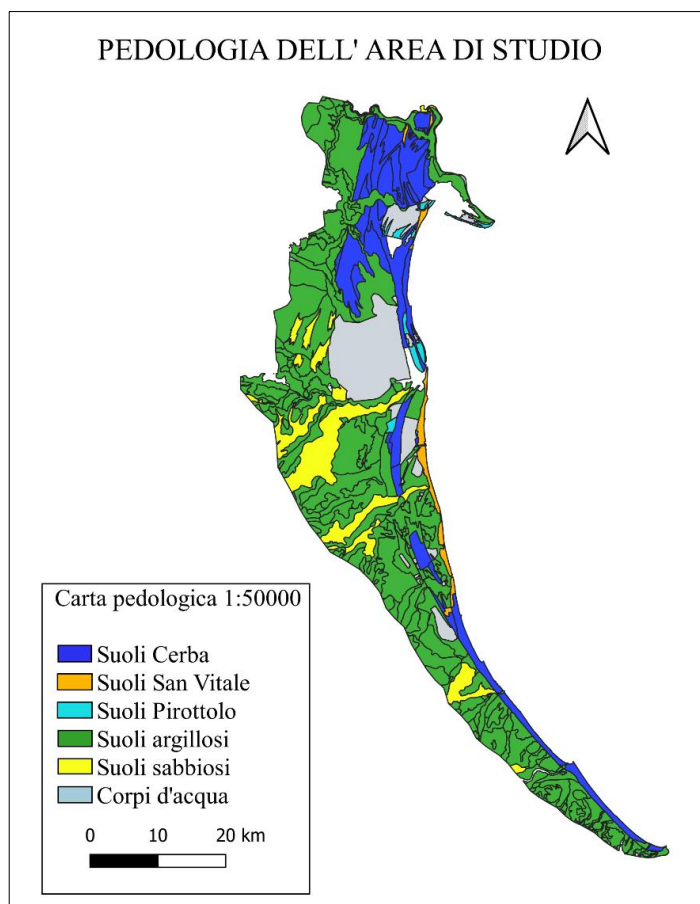 PEDOLOGIA DELL' AREA DI STUDIO
Carta pedologica 1:50000
Suoli Cerba
Suoli San Vitale
Suoli Pirottolo
Suoli argillosi
Suoli sabbiosi
Corpi d'acqua
0 10 20 km